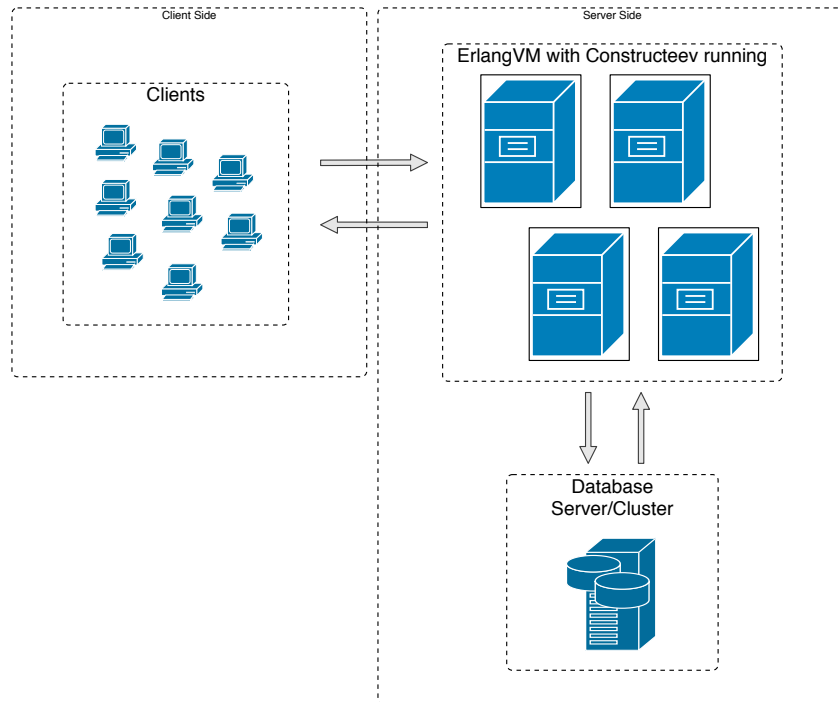 Client Side
Server Side
ErlangVM with Constructeev running
Clients
Database
Server/Cluster